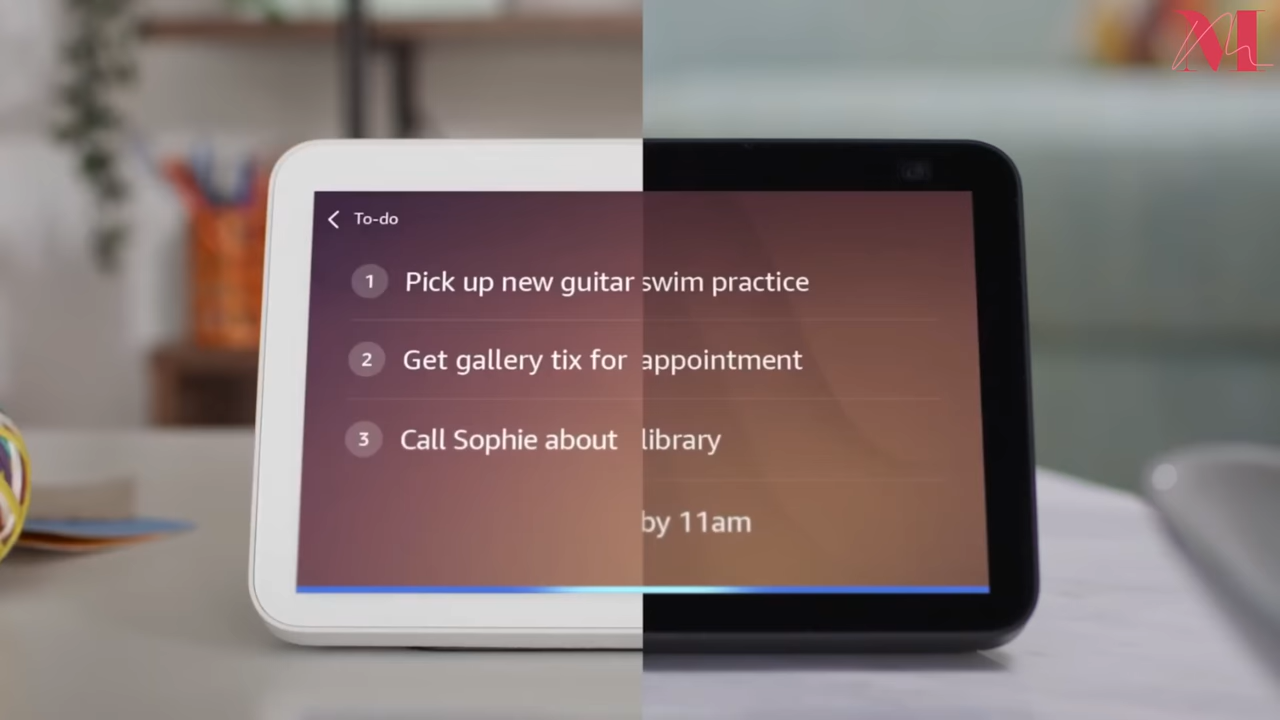 To-do
1 Pick up new guitar swim practice
2 Get gallery tix for appointment
3 Call Sophie about library
by 11am
M